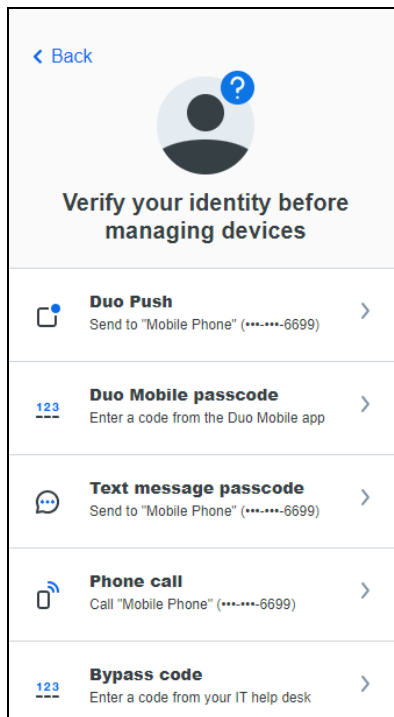 Back
?
Verify your identity before
managing devices
Duo Push
Send to "Mobile Phone" (•••-•••-6699)
123
Duo Mobile passcode
Enter a code from the Duo Mobile app
Text message passcode
Send to "Mobile Phone" (•••-•••-6699)
Phone call
Call "Mobile Phone" (•••-•••-6699)
123
Bypass code
Enter a code from your IT help desk